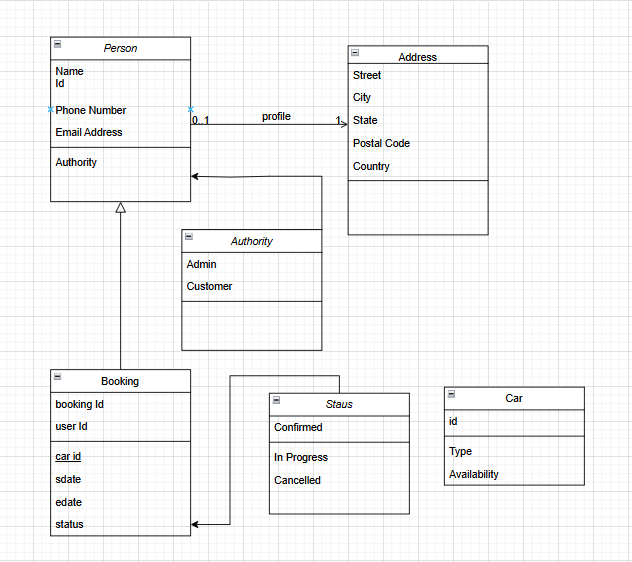 Person
Name
Id
Phone Number
Email Address
Authority
0..1
profile
1
Address
Street
City
State
Postal Code
Country
Authority
Admin
Customer
Booking
booking Id
user Id
car id
sdate
edate
status
Staus
Confirmed
In Progress
Cancelled
Car
id
Type
Availability